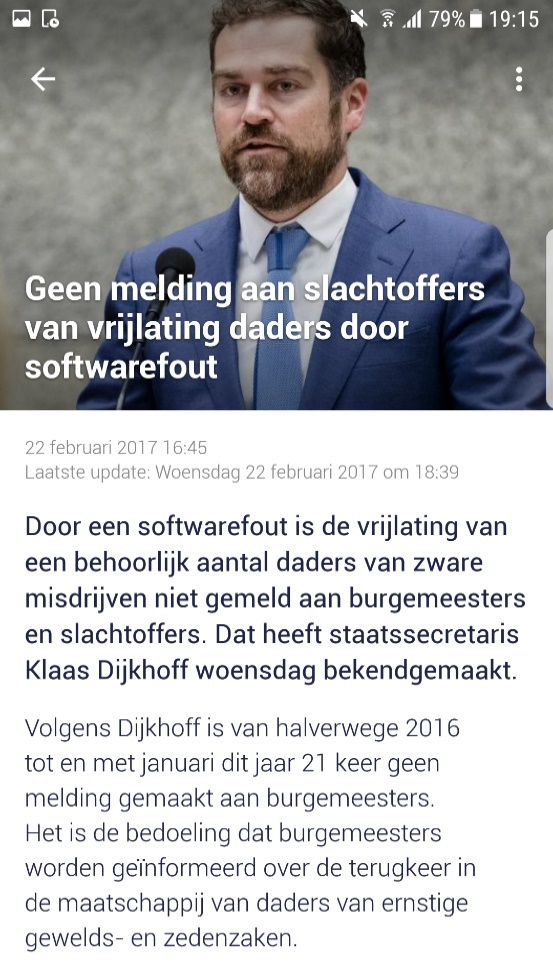 79% 19:15
Geen melding aan slachtoffers
van vrijlating daders door
softwarefout
22 februari 2017 16:45
Laatste update: Woensdag 22 februari 2017 om 18:39
Door een softwarefout is de vrijlating van
een behoorlijk aantal daders van zware
misdrijven niet gemeld aan burgemeesters
en slachtoffers. Dat heeft staatssecretaris
Klaas Dijkhoff woensdag bekendgemaakt.
Volgens Dijkhoff is van halverwege 2016
tot en met januari dit jaar 21 keer geen
melding gemaakt aan burgemeesters.
Het is de bedoeling dat burgemeesters
worden geïnformeerd over de terugkeer in
de maatschappij van daders van ernstige
gewelds- en zedenzaken.